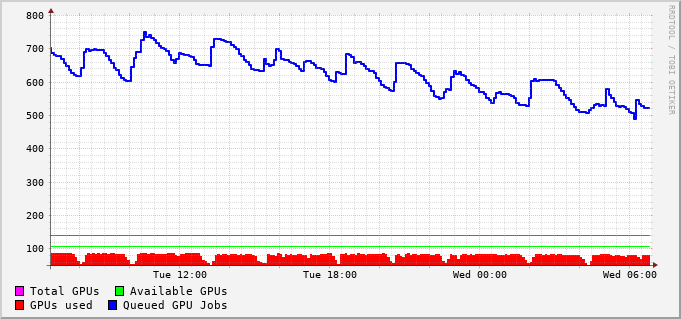 800
700
600
500
400
300
200
100
RRDTOOL / TOBI OETIKER
Tue 12:00 Tue 18:00 Wed 00:00 Wed 06:00
Total GPUs Available GPUs
GPUs used Queued GPU Jobs